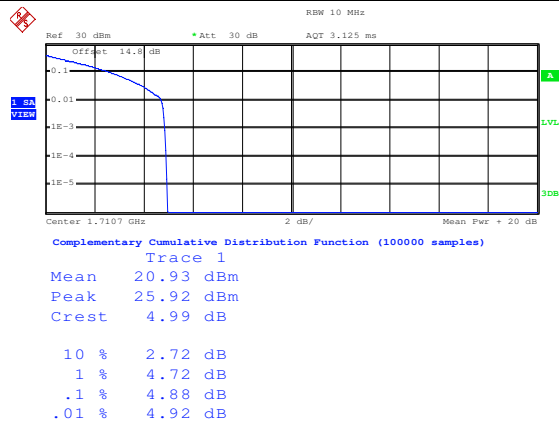 RBW 10 MHz
Ref 30 dBm * Att 30 dB AQT 3.125 ms
Offset 14.8 dB
0.1
A
0.01
1 SA
VIEW
LVL
1E-3
1E-4
1E-5
3DB
Center 1.7107 GHz 2 dB/ Mean Pwr + 20 dB
Complementary Cumulative Distribution Function (100000 samples)
Trace 1
Mean 20.93 dBm
Peak 25.92 dBm
Crest 4.99 dB
10 % 2.72 dB
1 % 4.72 dB
.1 % 4.88 dB
.01 % 4.92 dB